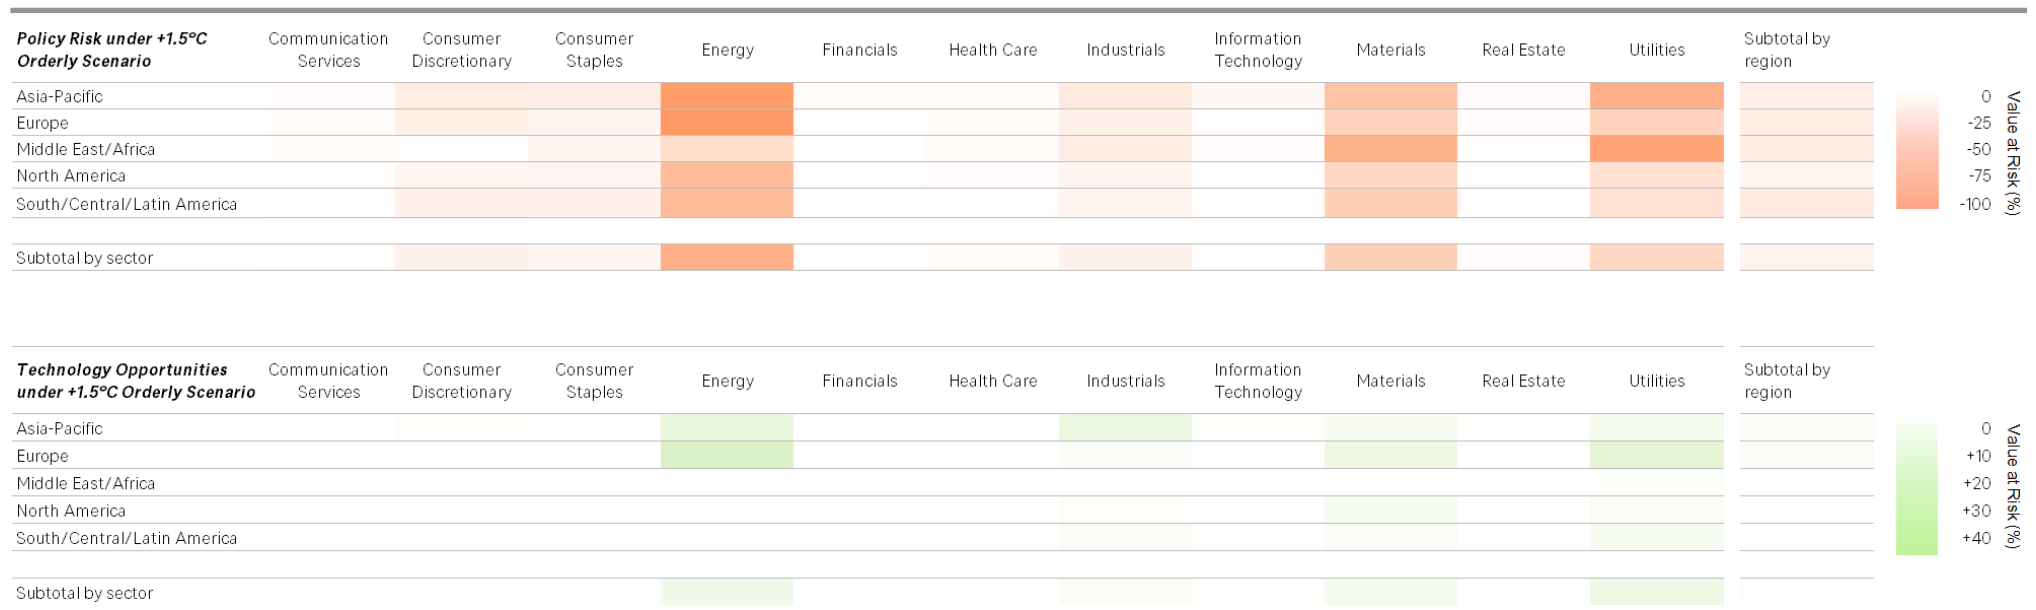 Policy Risk under +1.5ºC Orderly Scenario
Communication Services
Consumer Discretionary
Consumer Staples
Energy
Financials
Health Care
Industrials
Information Technology
Materials
Real Estate
Utilities
Subtotal by region
Asia-Pacific
Europe
Middle East/Africa
North America
South/Central/Latin America
Subtotal by sector
0
-25
-50
-75
-100
Value at Risk (%)
Technology Opportunities under +1.5ºC Orderly Scenario
Communication Services
Consumer Discretionary
Consumer Staples
Energy
Financials
Health Care
Industrials
Information Technology
Materials
Real Estate
Utilities
Subtotal by region
Asia-Pacific
Europe
Middle East/Africa
North America
South/Central/Latin America
Subtotal by sector
0
+10
+20
+30
+40
Value at Risk (%)